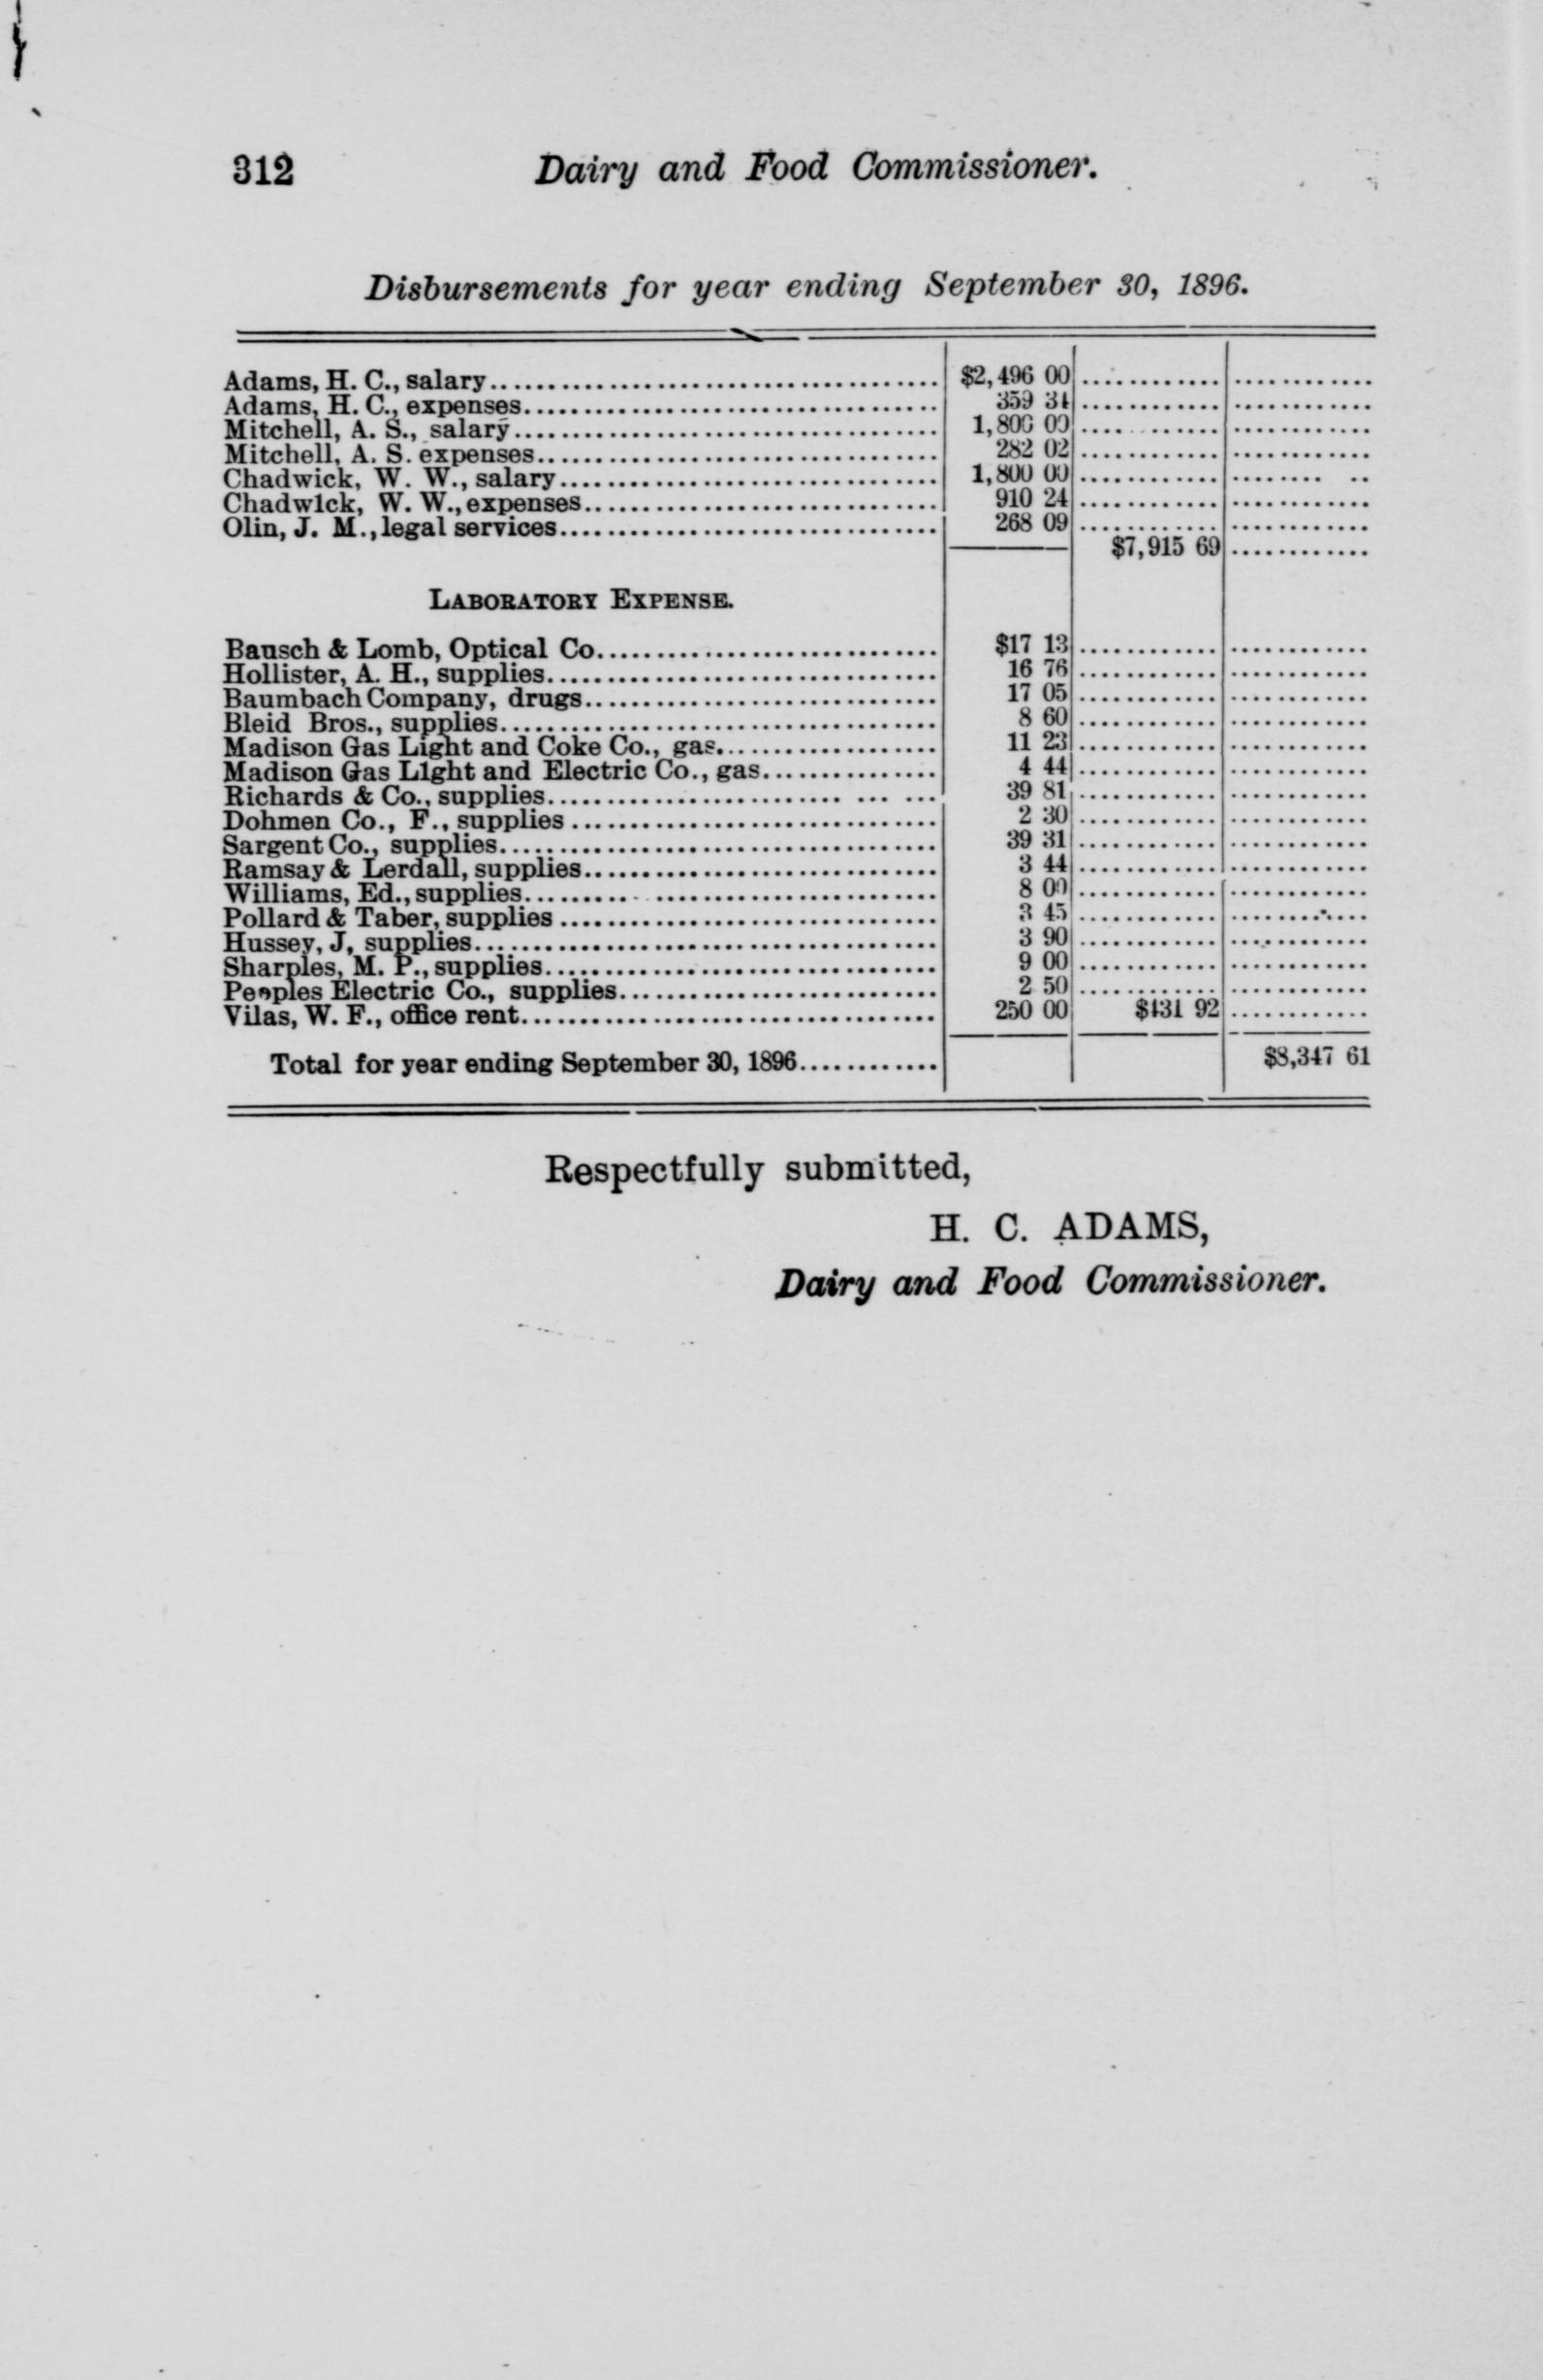 312 Dairy and Food Commissioner.
Disbursements for year ending September 30, 1896.
Adams, H. C., salary........ $2,496 00
Adams, H. C., expenses........ 359 34
Mitchell, A. S., salary........ 1,800 00
Mitchell, A. S. expenses........ 282 02
Chadwick, W. W., salary........ 1,800 00
Chadwick, W. W., expenses........ 910 24
Olin, J. M., legal services........ 268 09
$7,915 69
LABORATORY EXPENSE.
Bausch & Lomb, Optical Co........ $17 13
Hollister, A. H., supplies........ 16 76
Baumbach Company, drugs........ 17 05
Bleid Bros., supplies........ 8 60
Madison Gas Light and Coke Co., gas........ 11 23
Madison Gas Light and Electric Co., gas........ 4 44
Richards & Co., supplies........ 39 81
Dohmen Co., F., supplies........ 2 30
Sargent Co., supplies........ 39 31
Ramsay & Lerdall, supplies........ 3 44
Williams, Ed., supplies........ 8 00
Pollard & Taber, supplies........ 3 45
Hussey, J, supplies........ 3 90
Sharples, M. P., supplies........ 9 00
Peoples Electric Co., supplies........ 2 50
Vilas, W. F., office rent........ 250 00 $431 92
Total for year ending September 30, 1896........ $8,347 61
Respectfully submitted,
H. C. ADAMS,
Dairy and Food Commissioner.